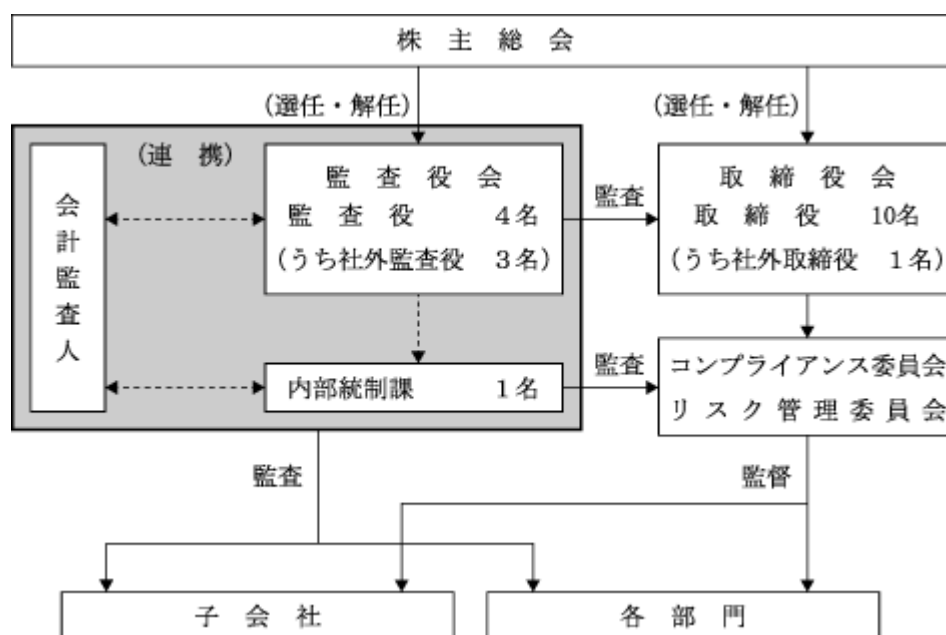 株主総会
(選任・解任)
(選任・解任)
(連携)
会計監査人
監査役会
監査役 4名
(うち社外監査役 3名)
監査
取締役会
取締役 10名
(うち社外取締役 1名)
内部統制課 1名
監査
コンプライアンス委員会
リスク管理委員会
監査
監督
子会社
各部門